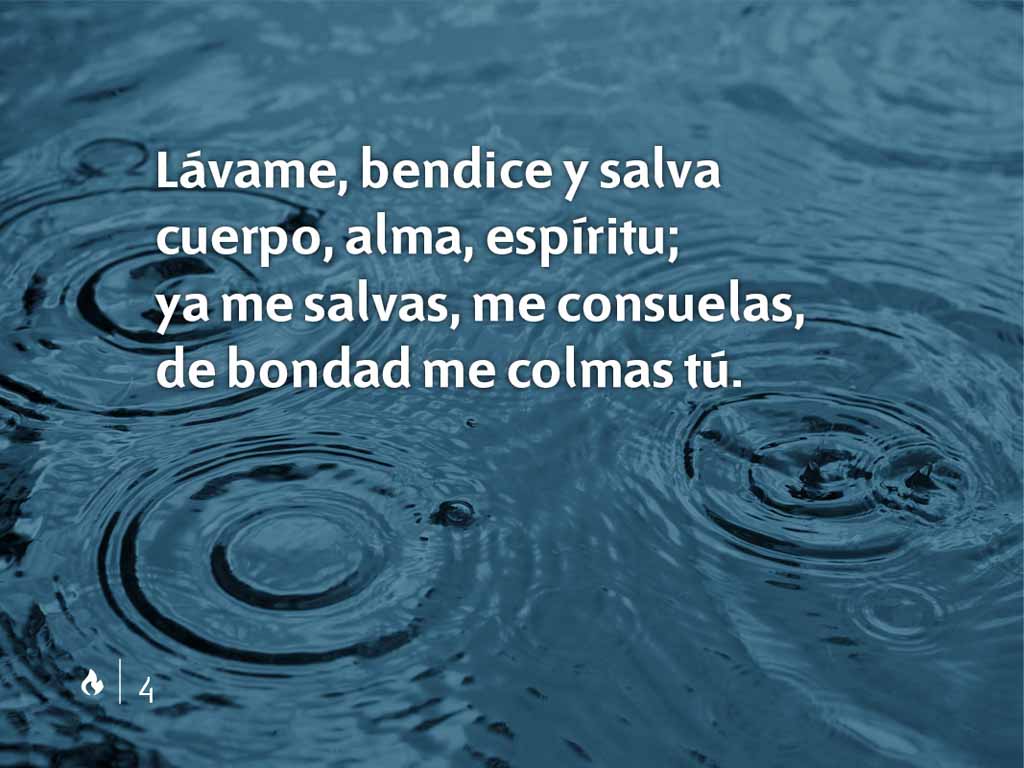 Lávame, bendice y salva
cuerpo, alma, espíritu;
ya me salvas, me consuelas,
de bondad me colmas tú.
4